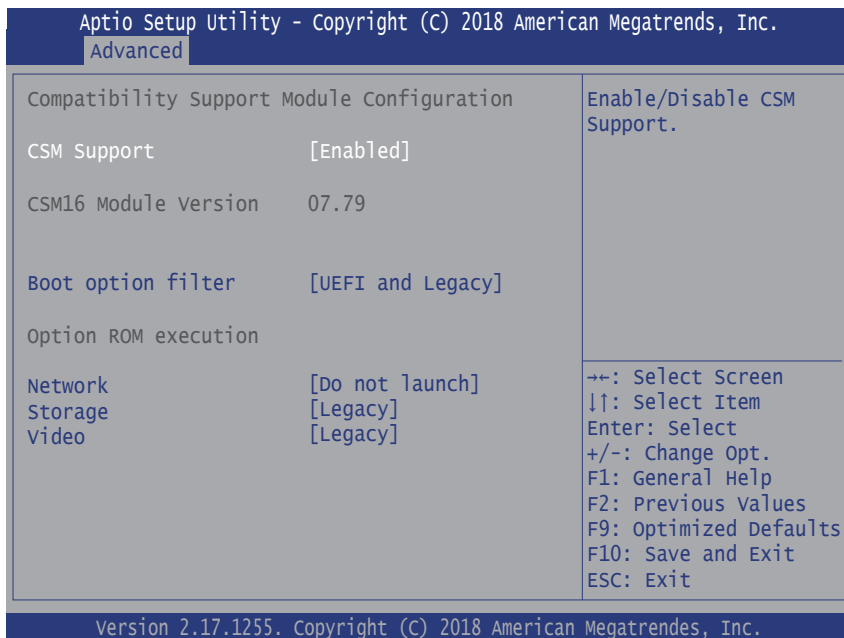 Aptio Setup Utility - Copyright (C) 2018 American Megatrends, Inc.
Advanced
Compatibility Support Module Configuration
CSM Support [Enabled]
CSM16 Module Version 07.79
Boot option filter [UEFI and Legacy]
Option ROM execution
Network [Do not launch]
Storage [Legacy]
Video [Legacy]
Enable/Disable CSM
Support.
→←: Select Screen
↓↑: Select Item
Enter: Select
+/-: Change Opt.
F1: General Help
F2: Previous Values
F9: Optimized Defaults
F10: Save and Exit
ESC: Exit
Version 2.17.1255. Copyright (C) 2018 American Megatrendes, Inc.